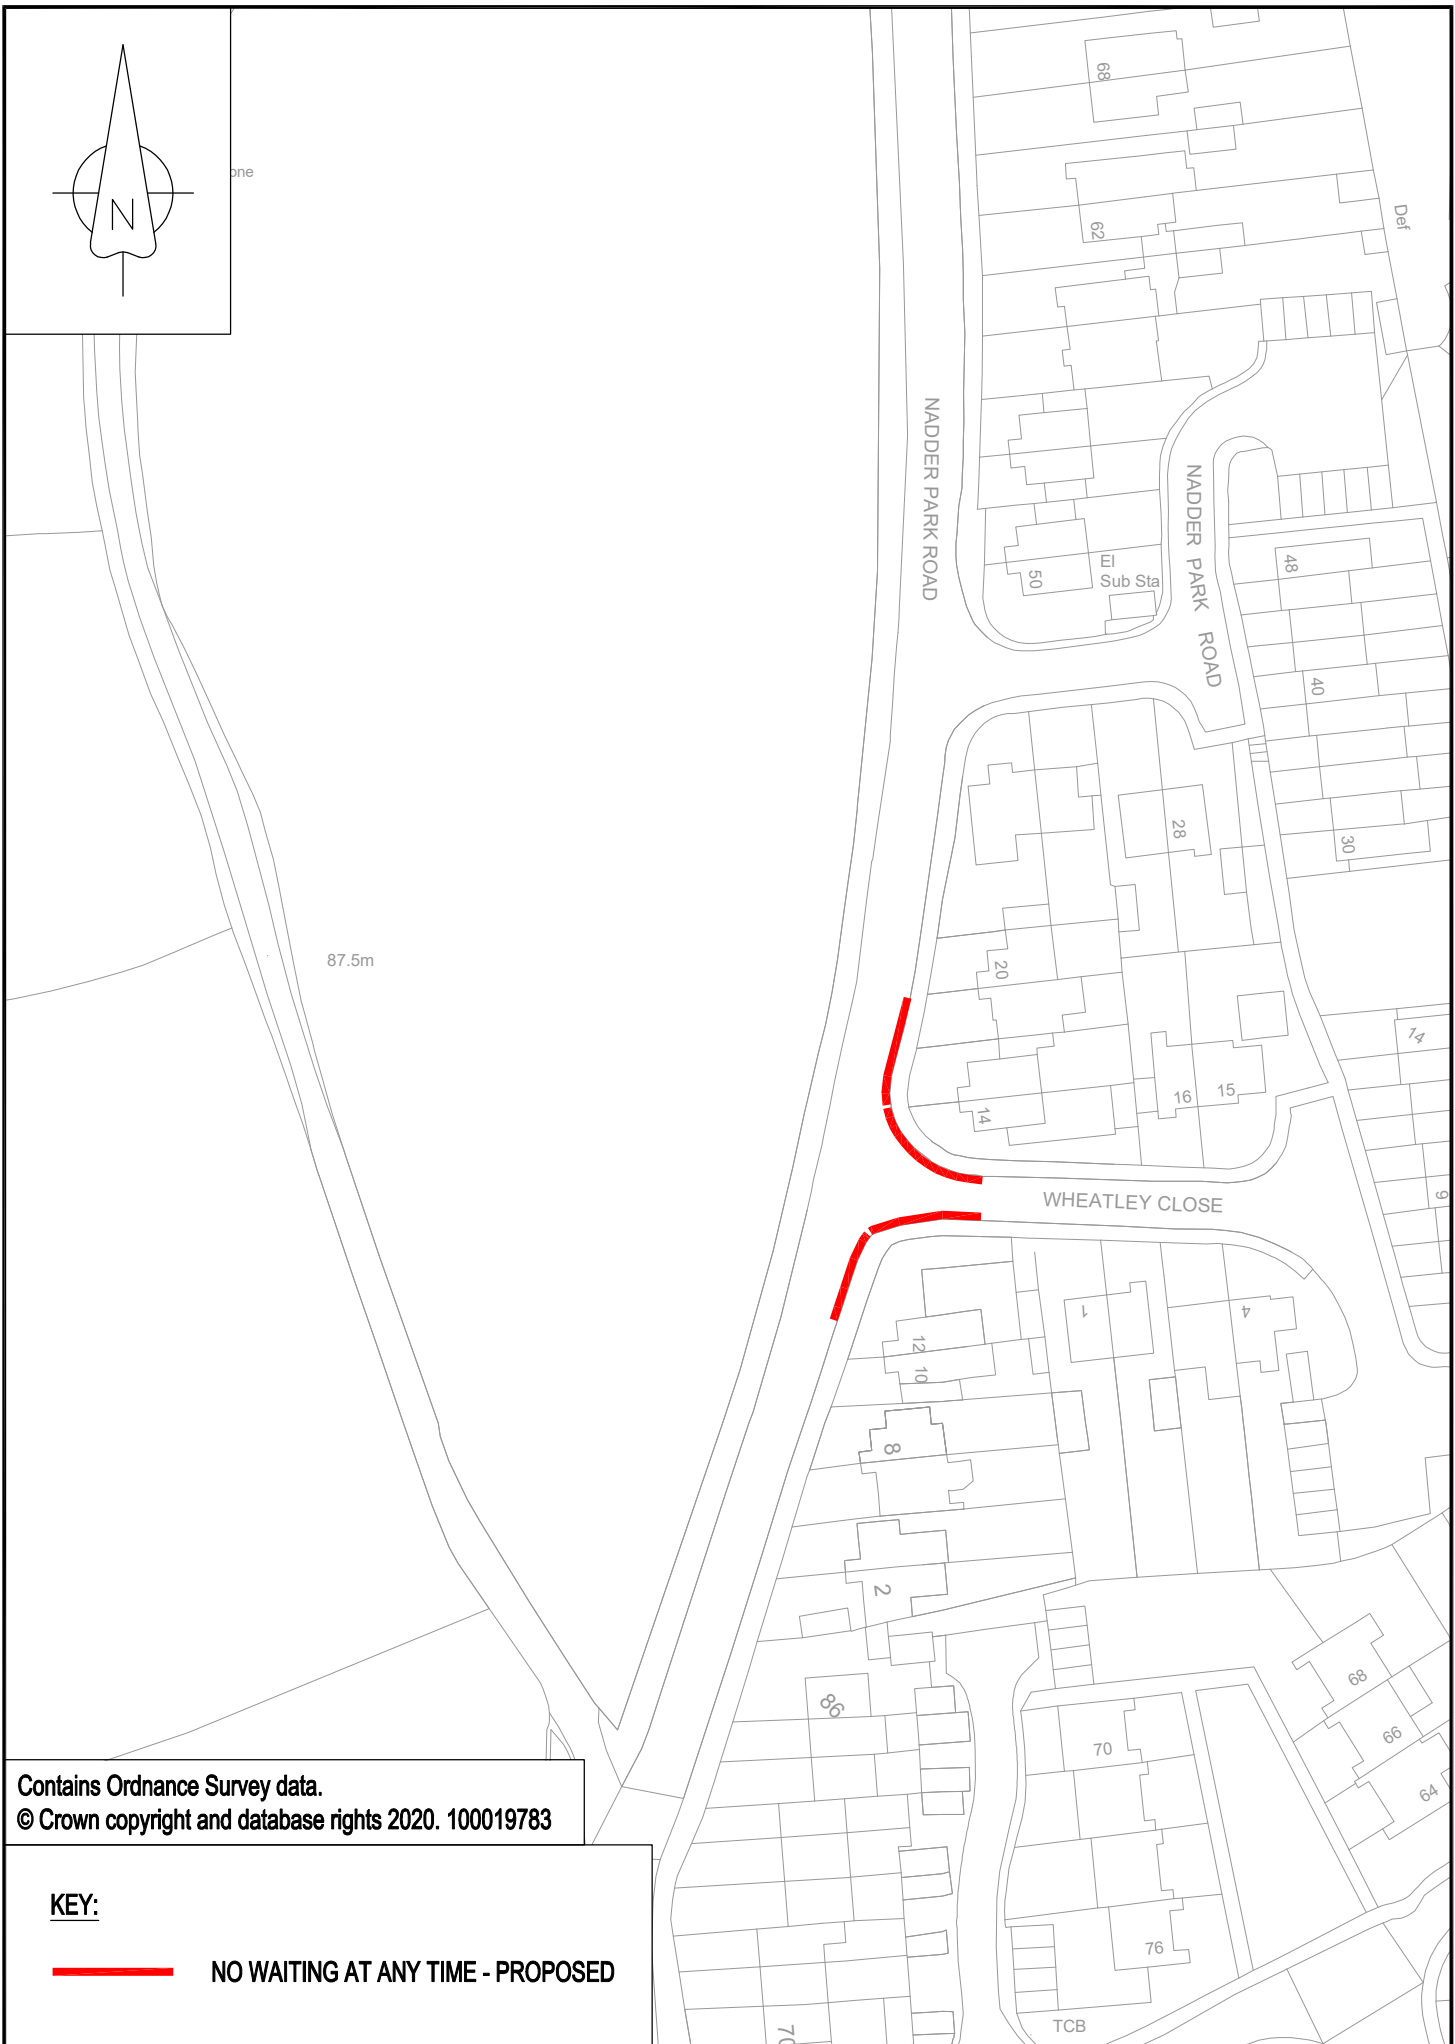 N
one
68
62
Def
NADDER PARK ROAD
NADDER PARK ROAD
50
El
Sub Sta
48
40
28
30
87.5m
20
14
16
15
14
9
WHEATLEY CLOSE
12
10
1
4
8
2
86
68
66
64
70
76
TCB
Contains Ordnance Survey data.
© Crown copyright and database rights 2020. 100019783
KEY:
NO WAITING AT ANY TIME - PROPOSED